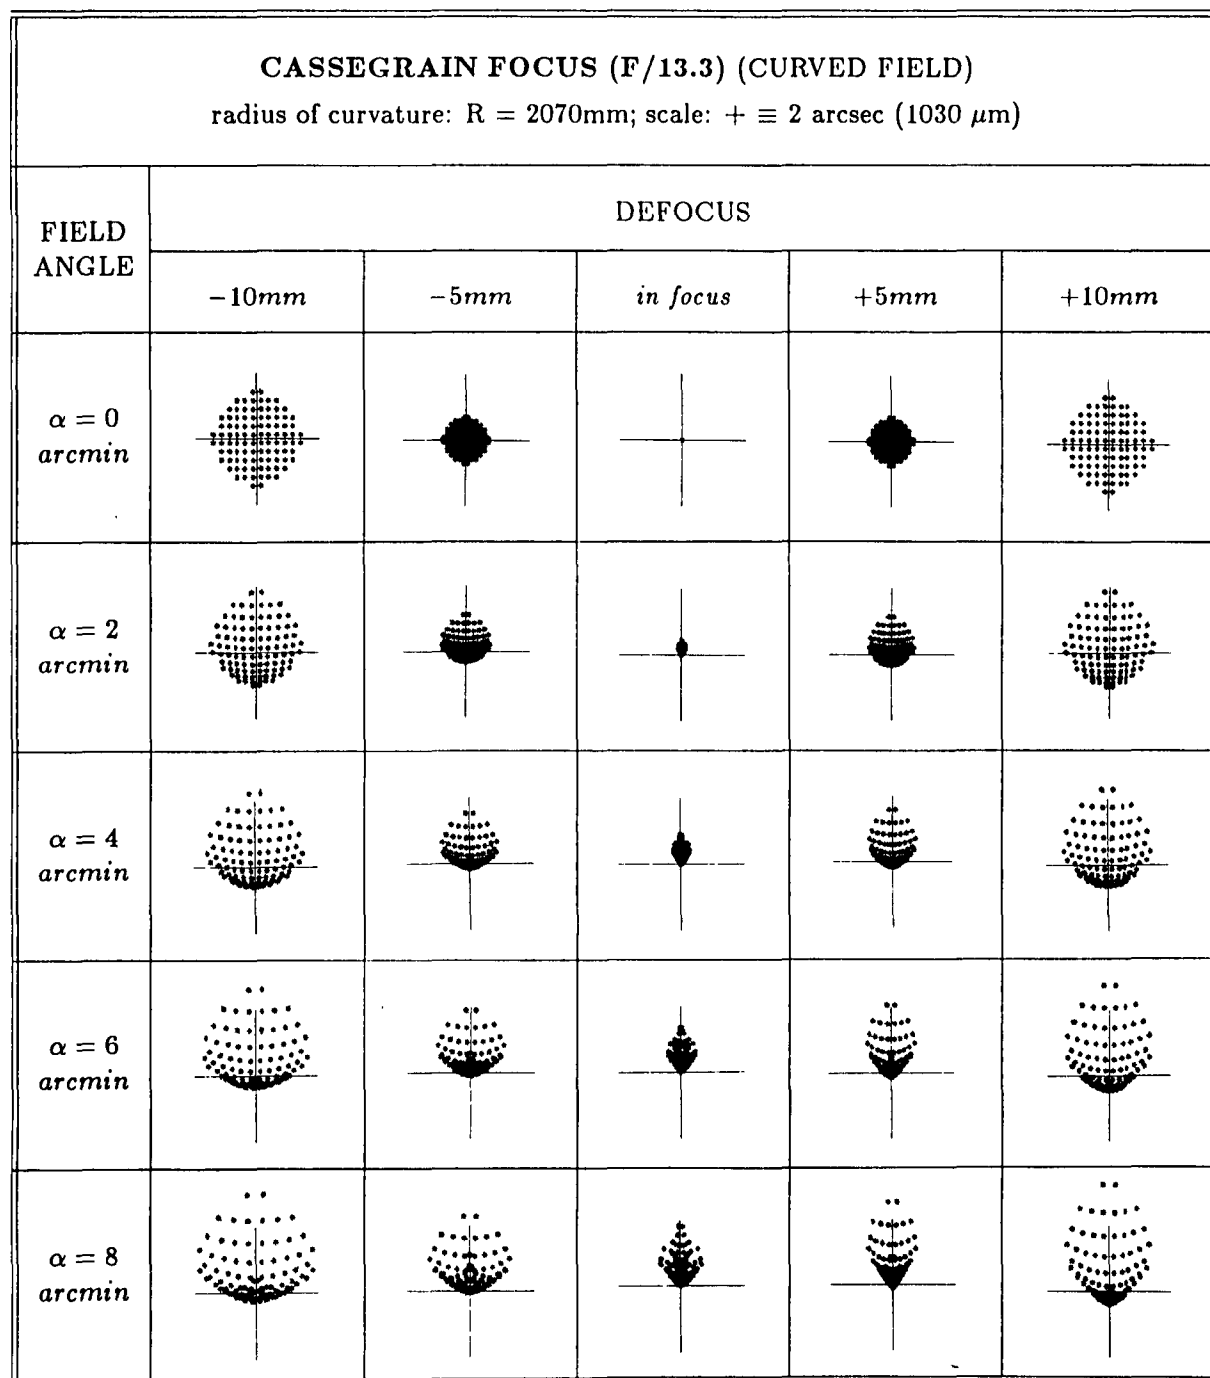 CASSEGRAIN FOCUS (F/13.3) (CURVED FIELD)
radius of curvature: R = 2070mm; scale: + ≡ 2 arcsec (1030 μm)
FIELD
ANGLE
DEFOCUS
−10mm
−5mm
in focus
+5mm
+10mm
α = 0
arcmin
α = 2
arcmin
α = 4
arcmin
α = 6
arcmin
α = 8
arcmin